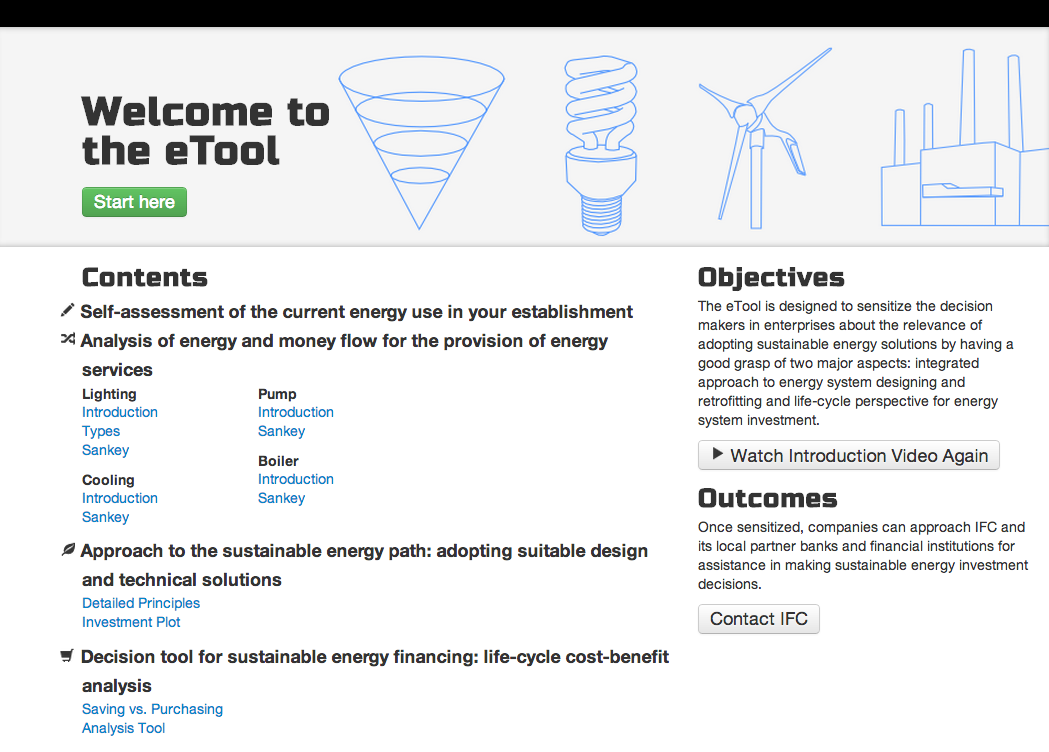 Welcome to
the eTool
Start here
Contents
Self-assessment of the current energy use in your establishment
Analysis of energy and money flow for the provision of energy
services
Lighting
Introduction
Types
Sankey
Cooling
Introduction
Sankey
Pump
Introduction
Sankey
Boiler
Introduction
Sankey
Approach to the sustainable energy path: adopting suitable design
and technical solutions
Detailed Principles
Investment Plot
Decision tool for sustainable energy financing: life-cycle cost-benefit
analysis
Saving vs. Purchasing
Analysis Tool
Objectives
The eTool is designed to sensitize the decision
makers in enterprises about the relevance of
adopting sustainable energy solutions by having a
good grasp of two major aspects: integrated
approach to energy system designing and
retrofitting and life-cycle perspective for energy
system investment.
Watch Introduction Video Again
Outcomes
Once sensitized, companies can approach IFC and
its local partner banks and financial institutions for
assistance in making sustainable energy investment
decisions.
Contact IFC